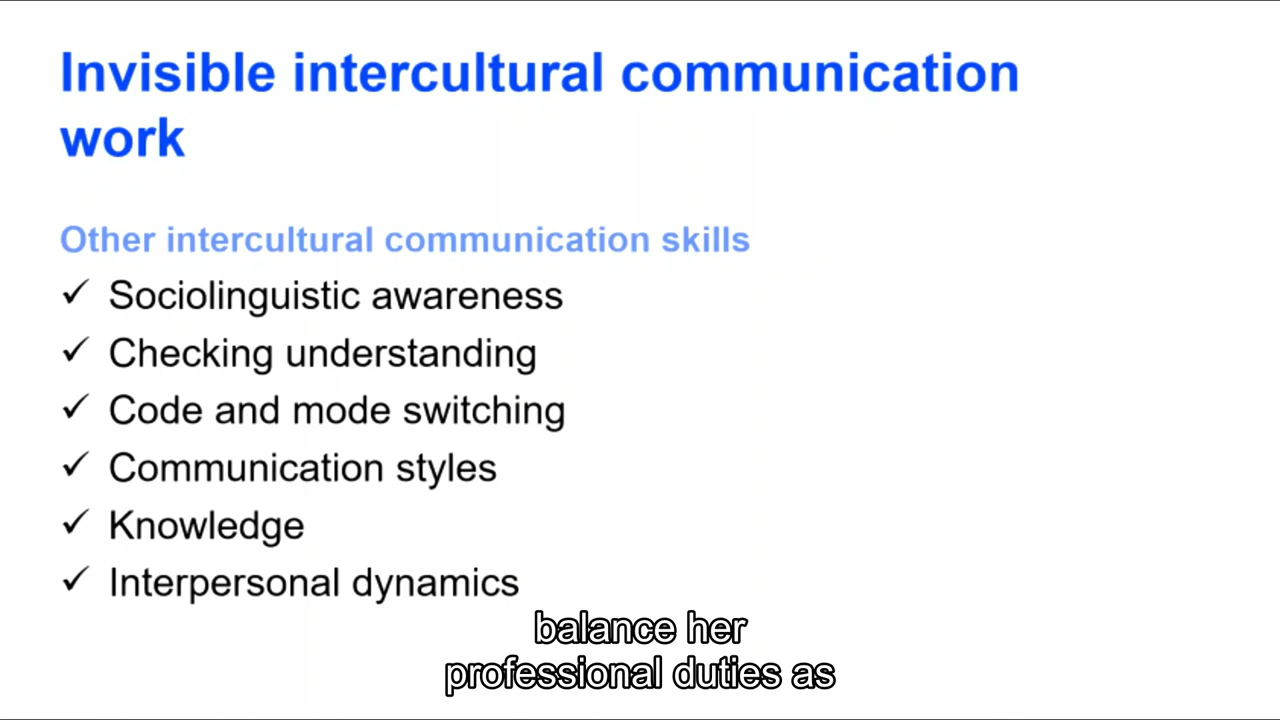 Invisible intercultural communication
work
Other intercultural communication skills
✓ Sociolinguistic awareness
✓ Checking understanding
✓ Code and mode switching
✓ Communication styles
✓ Knowledge
✓ Interpersonal dynamics
balance her
professional duties as